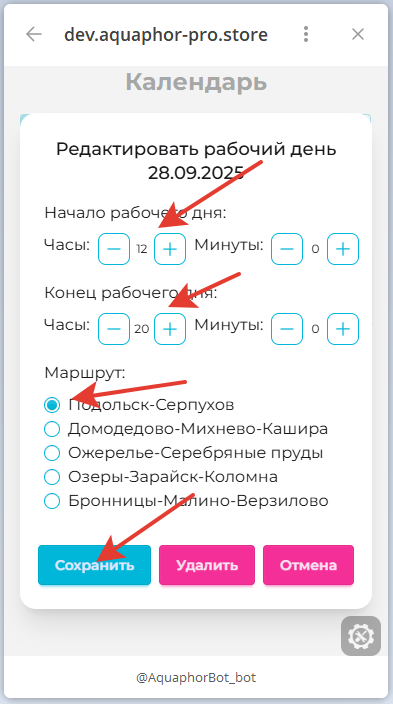 dev.aquaphor-pro.store
Календарь
Редактировать рабочий день
28.09.2025
Начало рабочего дня:
Часы: 12 Минуты: 0
Конец рабочего дня:
Часы: 20 Минуты: 0
Маршрут:
Подольск-Серпухов
Домодедово-Михнево-Кашира
Ожерелье-Серебряные пруды
Озеры-Зарайск-Коломна
Бронницы-Малино-Верзилово
Сохранить Удалить Отмена
@AquaphorBot_bot